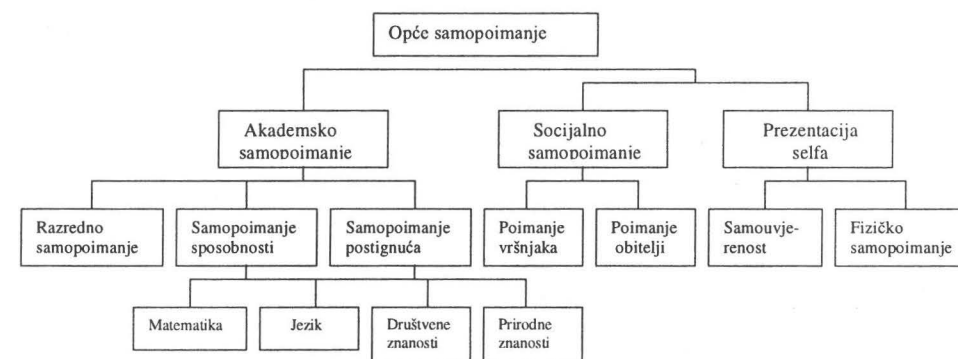 Opće samopoimanje
Akademsko
samopoimanje
Socijalno
samopoimanje
Prezentacija
selfa
Razredno
samopoimanje
Samopoimanje
sposobnosti
Samopoimanje
postignuća
Poimanje
vršnjaka
Poimanje
obitelji
Samouvje-
renost
Fizičko
samopoimanje
Matematika
Jezik
Društvene
znanosti
Prirodne
znanosti